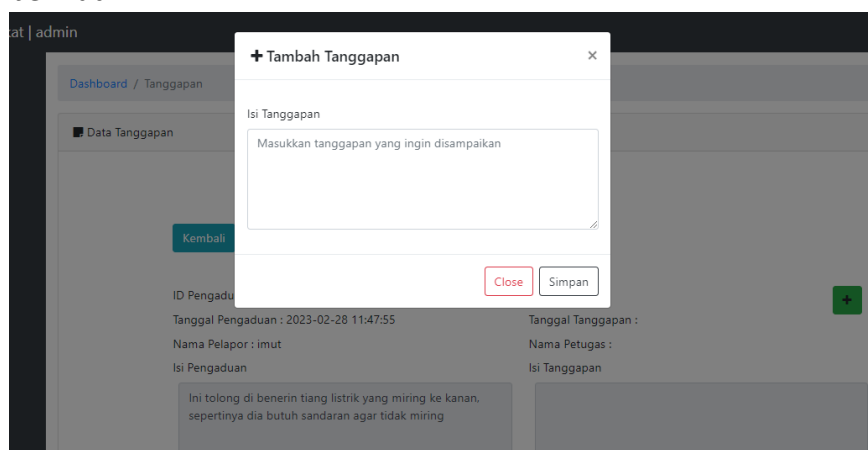 admin
Tambah Tanggapan
×
Dashboard / Tanggapan
Isi Tanggapan
Data Tanggapan
Masukkan tanggapan yang ingin disampaikan
Kembali
Close Simpan
ID Pengadu
Tanggal Pengaduan : 2023-02-28 11:47:55
Nama Pelapor : imut
Isi Pengaduan
Ini tolong di benerin tiang listrik yang miring ke kanan,
sepertinya dia butuh sandaran agar tidak miring
Tanggal Tanggapan :
Nama Petugas :
Isi Tanggapan